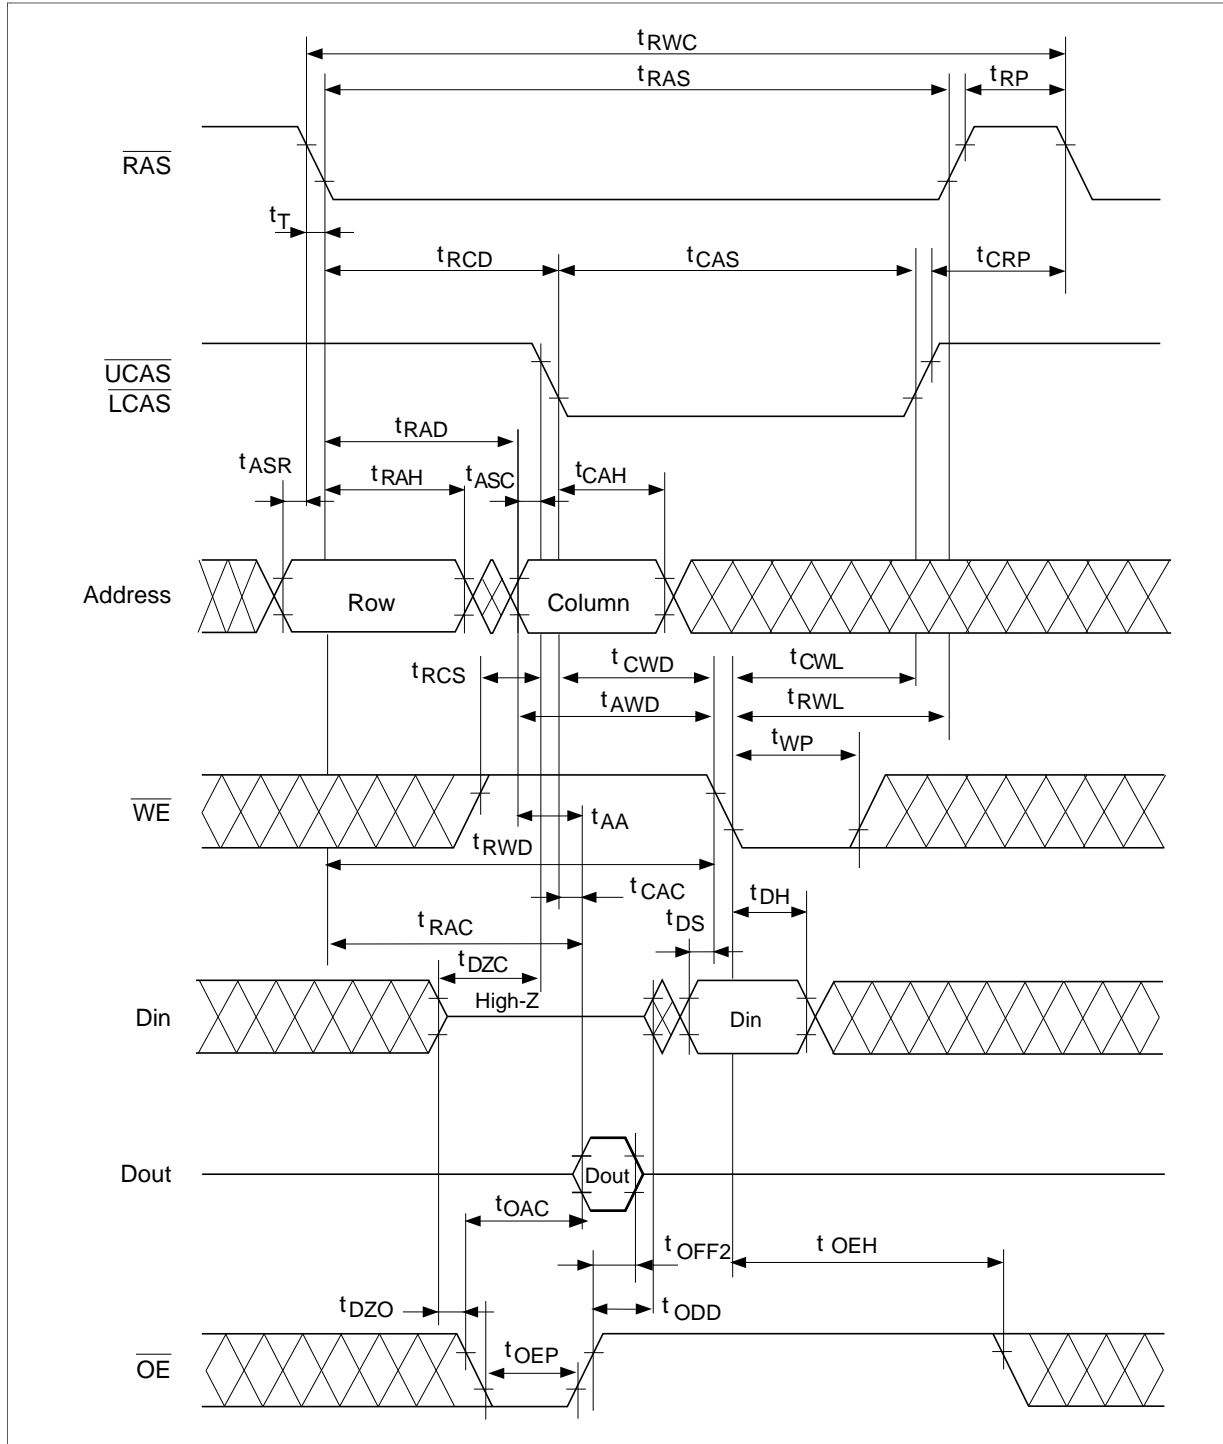 tRWC
tRAS
tRP
RAS
tT
tRCD
tCAS
tCRP
UCAS
LCAS
tRAD
tASR
tRAH
tASC
tCAH
Address
Row
Column
tRCS
tCWD
tCWL
tAWD
tRWL
tWP
WE
tAA
tRWD
tCAC
tDH
tRAC
tDS
tDZC
High-Z
Din
Din
Dout
Dout
tOAC
tOFF2
tOEH
tDZO
tODD
tOEP
OE